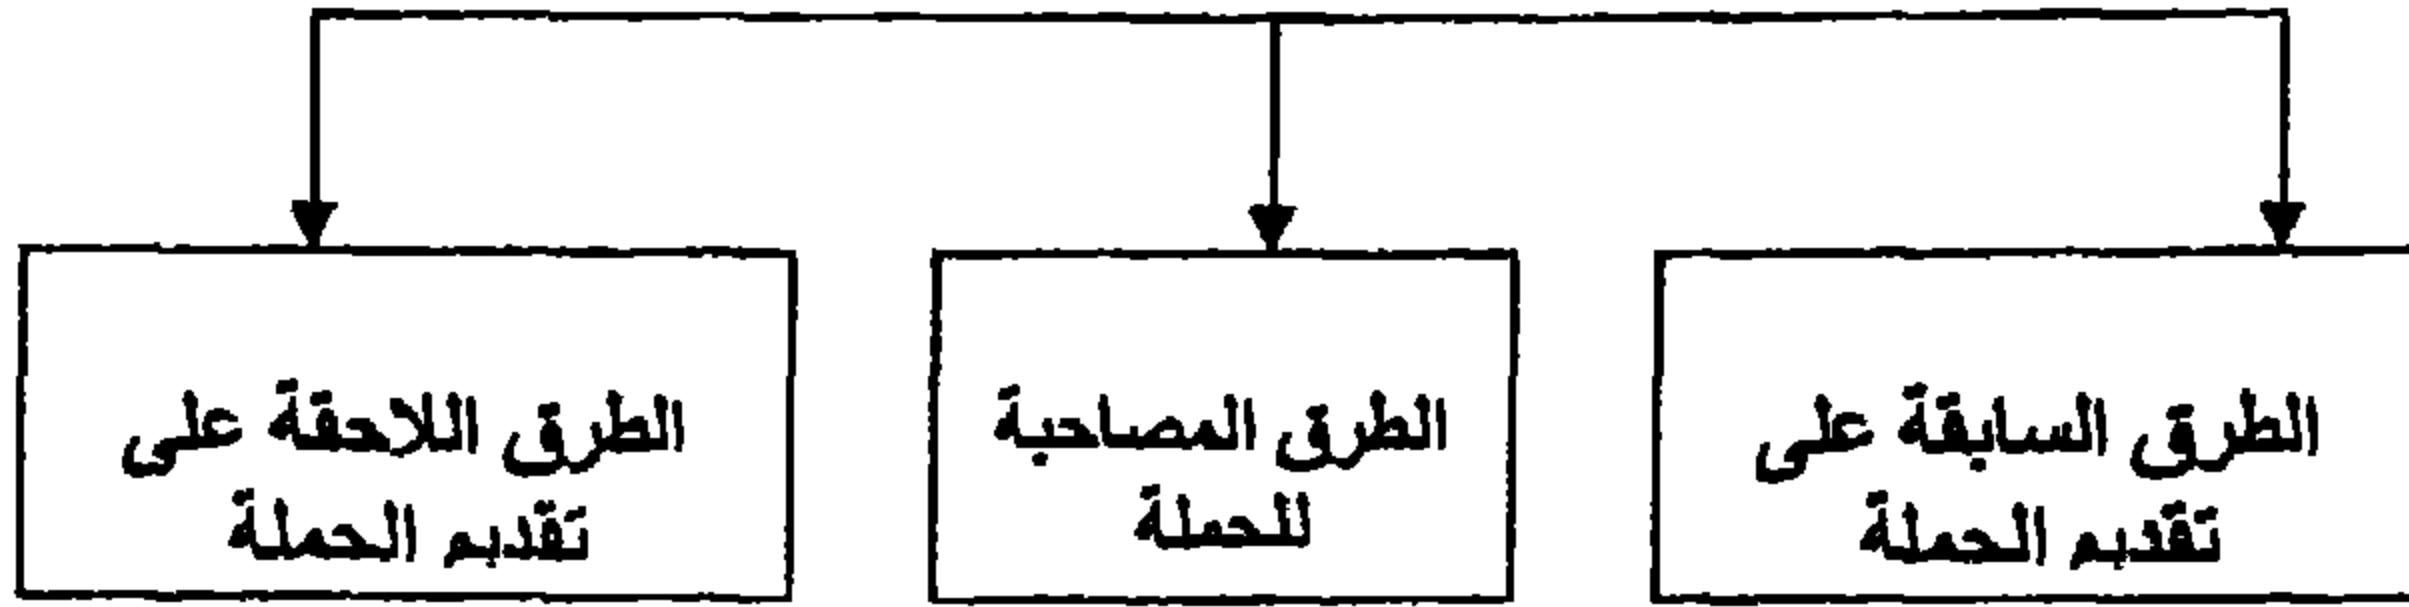 الطرق السابقة على
تقديم الحملة
الطرق المصاحبة
للحملة
الطرق اللاحقة على
تقديم الحملة